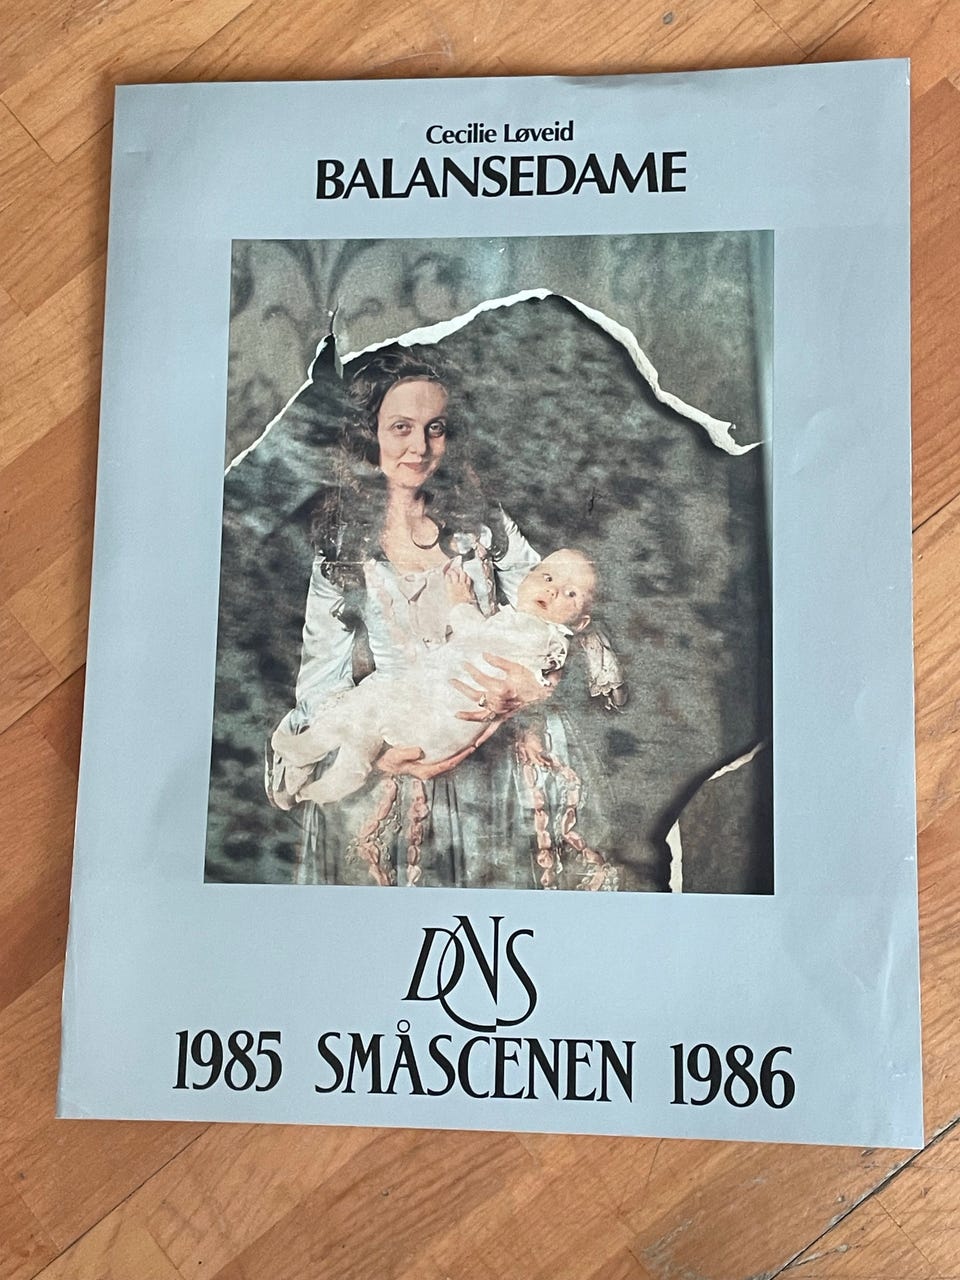 Cecilie Løveid
BALANSEDAME
DNS
1985 SMÅSCENEN 1986